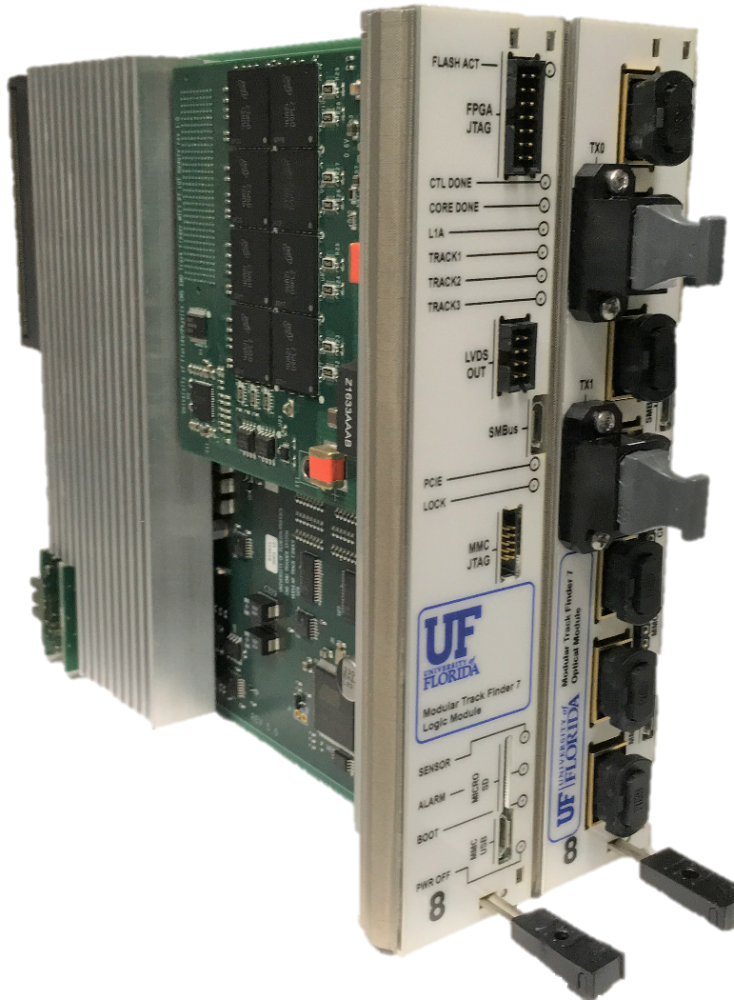 FLASH ACT
FPGA
JTAG
CTL DONE
CORE DONE
L1A
TRACK1
TRACK2
TRACK3
LVDS
OUT
SMBus
PCIE
LOCK
MMC
JTAG
UF
UNIVERSITY of
FLORIDA
Modular Track Finder 7
Logic Module
SENSOR
ALARM
MICRO
SD
BOOT
MMC
USB
PWR OFF
8
TX0
TX1
UF UNIVERSITY of
FLORIDA
Modular Track Finder 7
Optical Module
8
Z1633AAAB